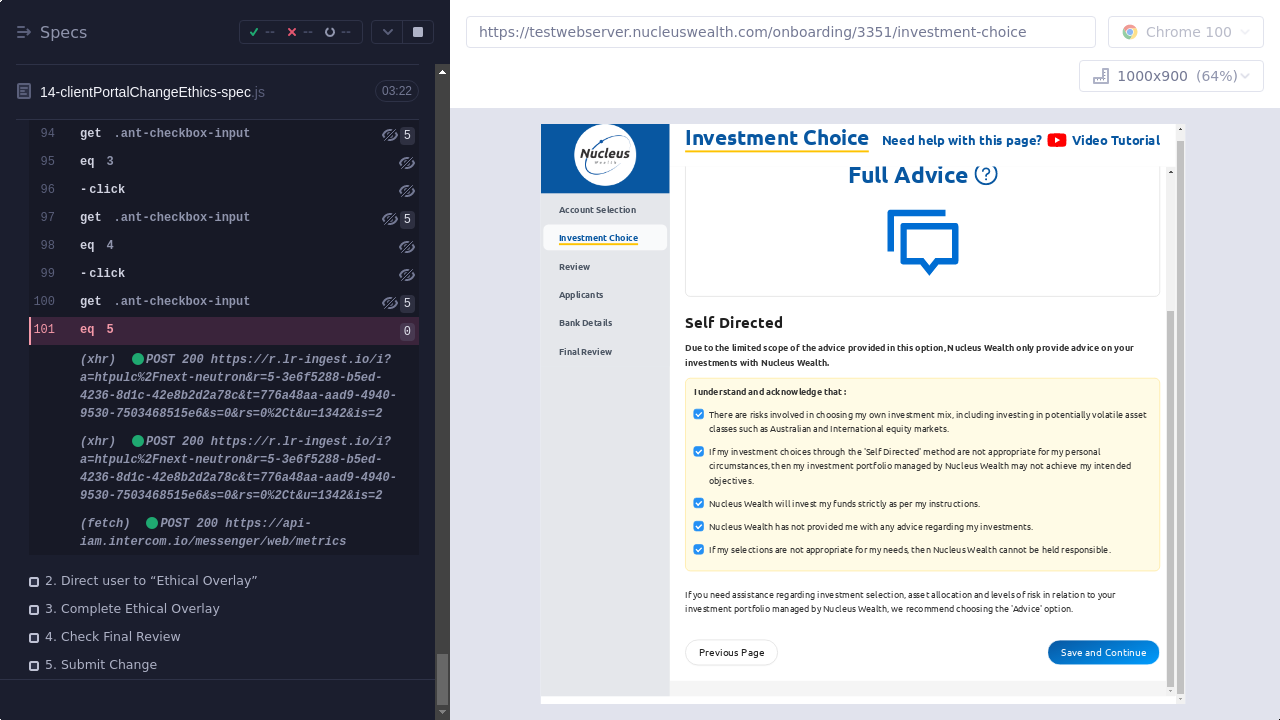 Specs
-- -- --
14-clientPortalChangeEthics-spec.js
03:22
94 get .ant-checkbox-input 5
95 eq 3
96 -click
97 get .ant-checkbox-input 5
98 eq 4
99 -click
100 get .ant-checkbox-input 5
101 eq 5 0
(xhr) POST 200 https://r.lr-ingest.io/i?
a=htpulc%2Fnext-neutron&r=5-3e6f5288-b5ed-
4236-8d1c-42e8b2d2a78c&t=776a48aa-aad9-4940-
9530-7503468515e6&s=0&rs=0%2Ct&u=1342&is=2
(xhr) POST 200 https://r.lr-ingest.io/i?
a=htpulc%2Fnext-neutron&r=5-3e6f5288-b5ed-
4236-8d1c-42e8b2d2a78c&t=776a48aa-aad9-4940-
9530-7503468515e6&s=0&rs=0%2Ct&u=1342&is=2
(fetch) POST 200 https://api-
iam.intercom.io/messenger/web/metrics
2. Direct user to “Ethical Overlay”
3. Complete Ethical Overlay
4. Check Final Review
5. Submit Change
https://testwebserver.nucleuswealth.com/onboarding/3351/investment-choice
Chrome 100
1000x900 (64%)
Nucleus
Wealth
Account Selection
Investment Choice
Review
Applicants
Bank Details
Final Review
Investment Choice
Need help with this page? Video Tutorial
Full Advice
Self Directed
Due to the limited scope of the advice provided in this option, Nucleus Wealth only provide advice on your
investments with Nucleus Wealth.
I understand and acknowledge that :
There are risks involved in choosing my own investment mix, including investing in potentially volatile asset
classes such as Australian and International equity markets.
If my investment choices through the 'Self Directed' method are not appropriate for my personal
circumstances, then my investment portfolio managed by Nucleus Wealth may not achieve my intended
objectives.
Nucleus Wealth will invest my funds strictly as per my instructions.
Nucleus Wealth has not provided me with any advice regarding my investments.
If my selections are not appropriate for my needs, then Nucleus Wealth cannot be held responsible.
If you need assistance regarding investment selection, asset allocation and levels of risk in relation to your
investment portfolio managed by Nucleus Wealth, we recommend choosing the 'Advice' option.
Previous Page
Save and Continue